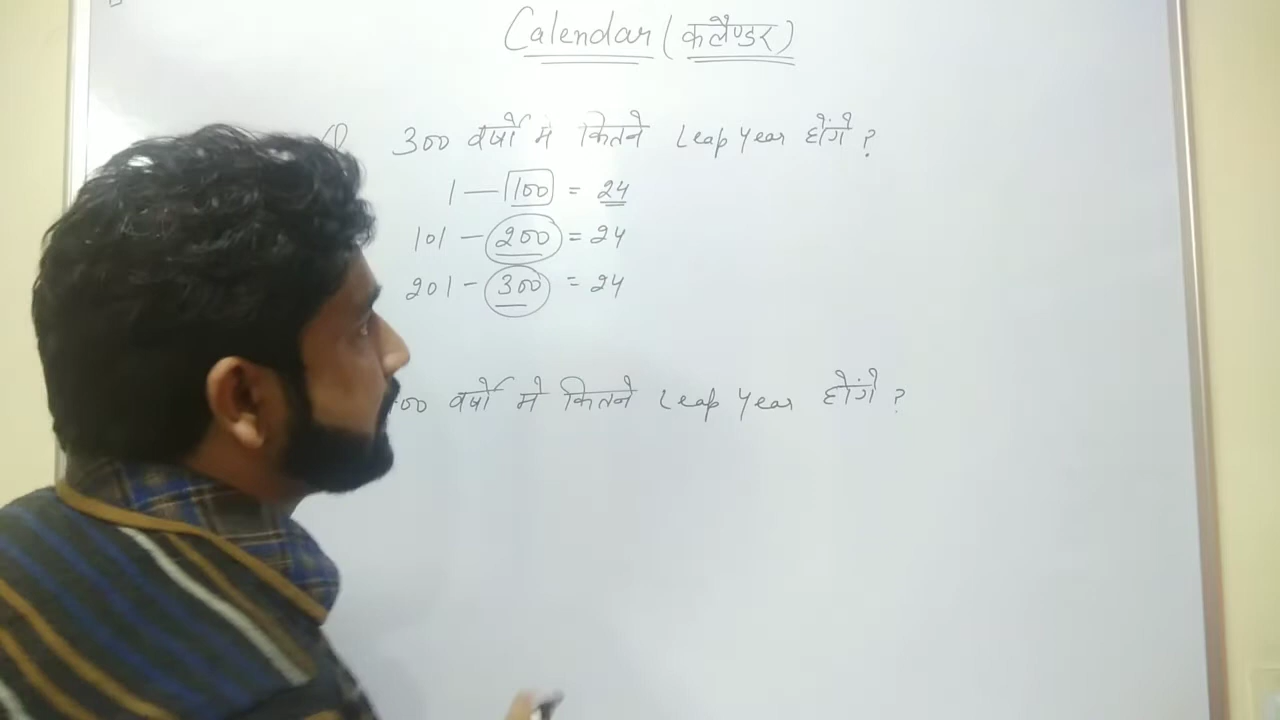 Calendar (कलैण्डर)
300 वर्षो मे कितने Leap Year होंगे ?
1 — 100 = 24
101 - 200 = 24
201 - 300 = 24
00 वर्षो मे कितने Leap Year होंगे ?